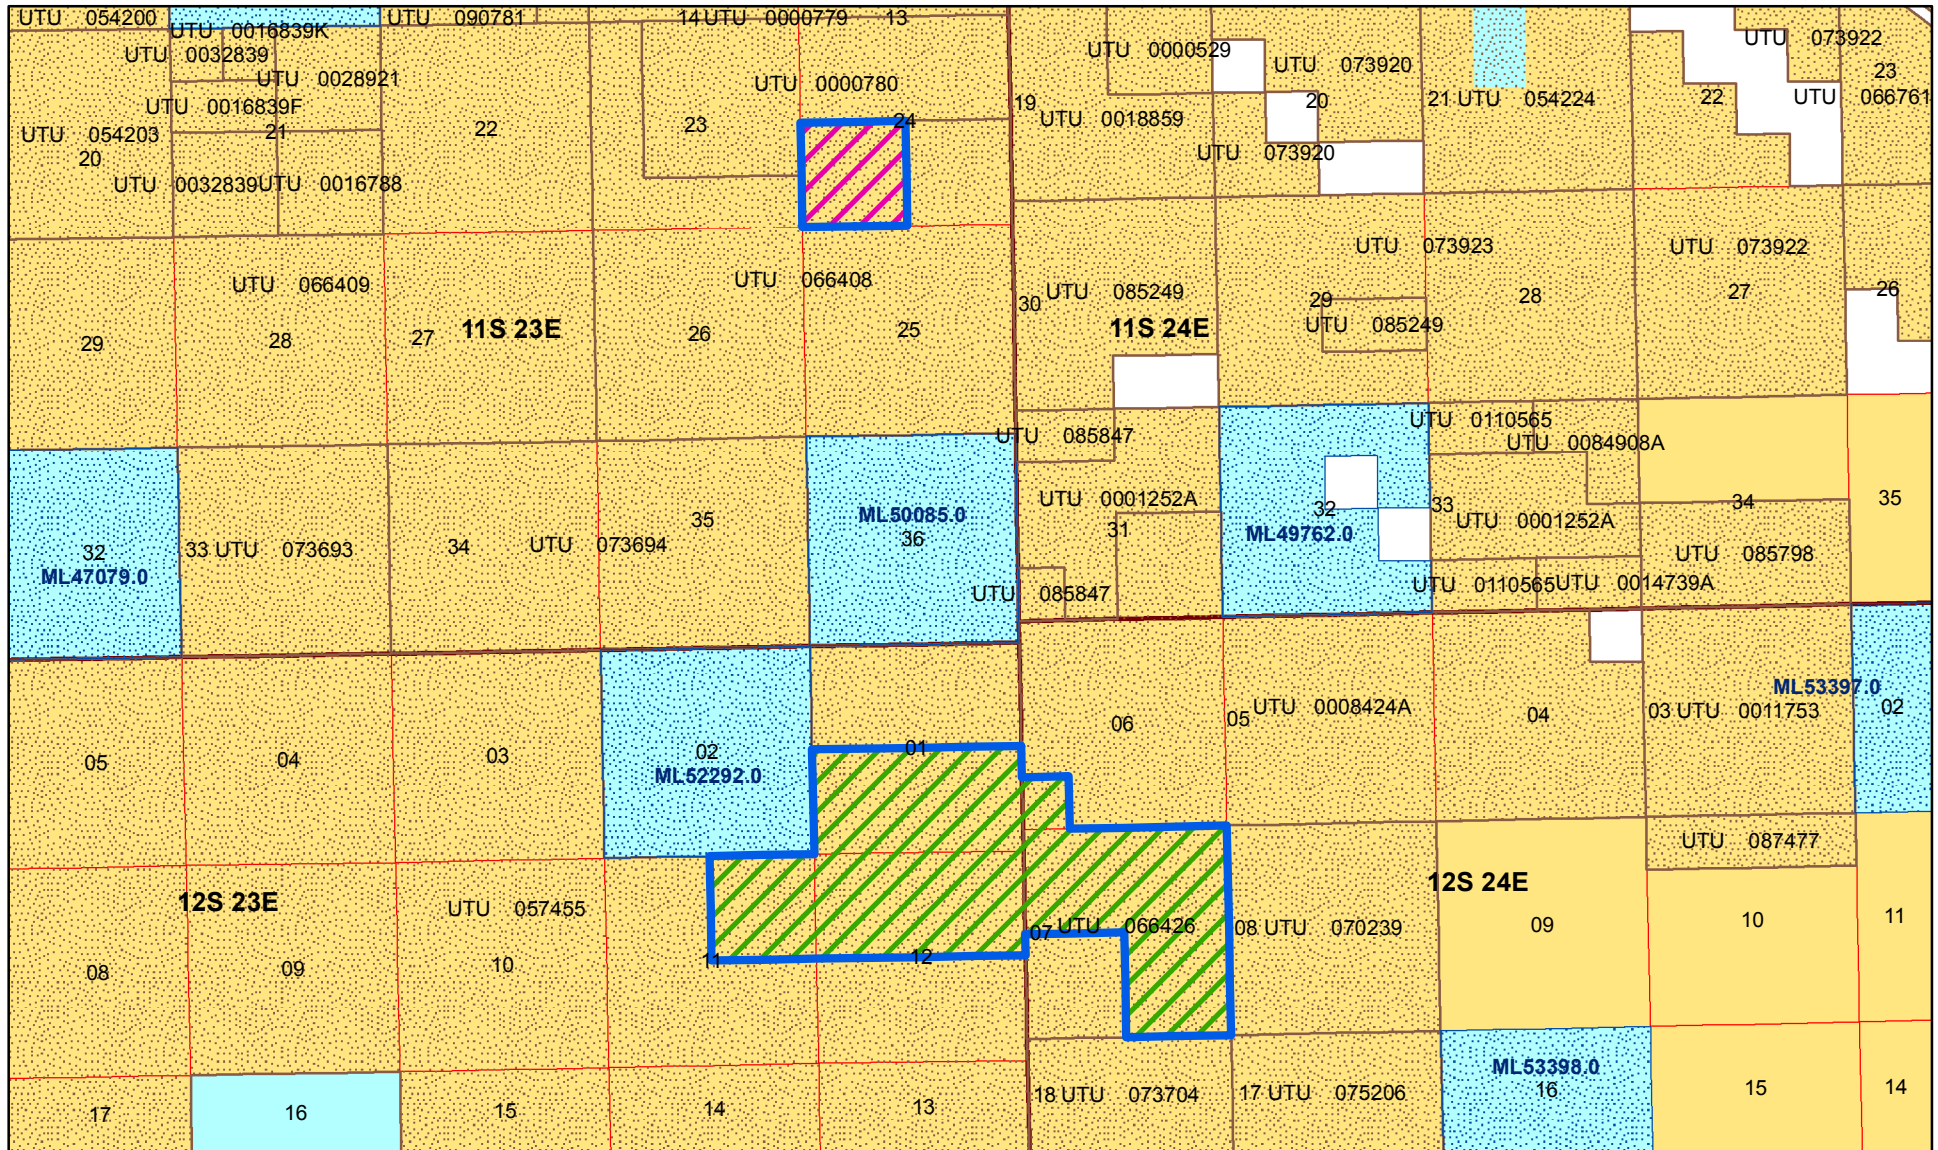 UTU 054200
UTU 0016839K
UTU 090781
14 UTU 0000779
13
UTU 0032839
UTU 0028921
UTU 0000780
UTU 0016839F
UTU 054203
20
21
22
23
24
UTU 0032839
UTU 0016788
UTU 0000529
UTU 073920
UTU 073922
23
19
20
21 UTU 054224
22
UTU 066761
UTU 0018859
UTU 073920
UTU 066409
UTU 066408
UTU 073923
UTU 073922
UTU 085249
30
29
28
27
26
UTU 085249
29
28
27
11S 23E
26
25
11S 24E
UTU 0110565
UTU 0084908A
UTU 085847
UTU 0001252A
31
32
ML49762.0
33
UTU 0001252A
34
35
UTU 085798
UTU 0110565
UTU 0014739A
UTU 085847
32
ML47079.0
33 UTU 073693
34
UTU 073694
35
ML50085.0
36
05
04
03
02
ML52292.0
01
06
05
UTU 0008424A
04
03 UTU 0011753
ML53397.0
02
UTU 087477
12S 23E
UTU 057455
12S 24E
08
09
10
11
12
07 UTU 066426
08 UTU 070239
09
10
11
17
16
15
14
13
18 UTU 073704
17 UTU 075206
ML53398.0
16
15
14